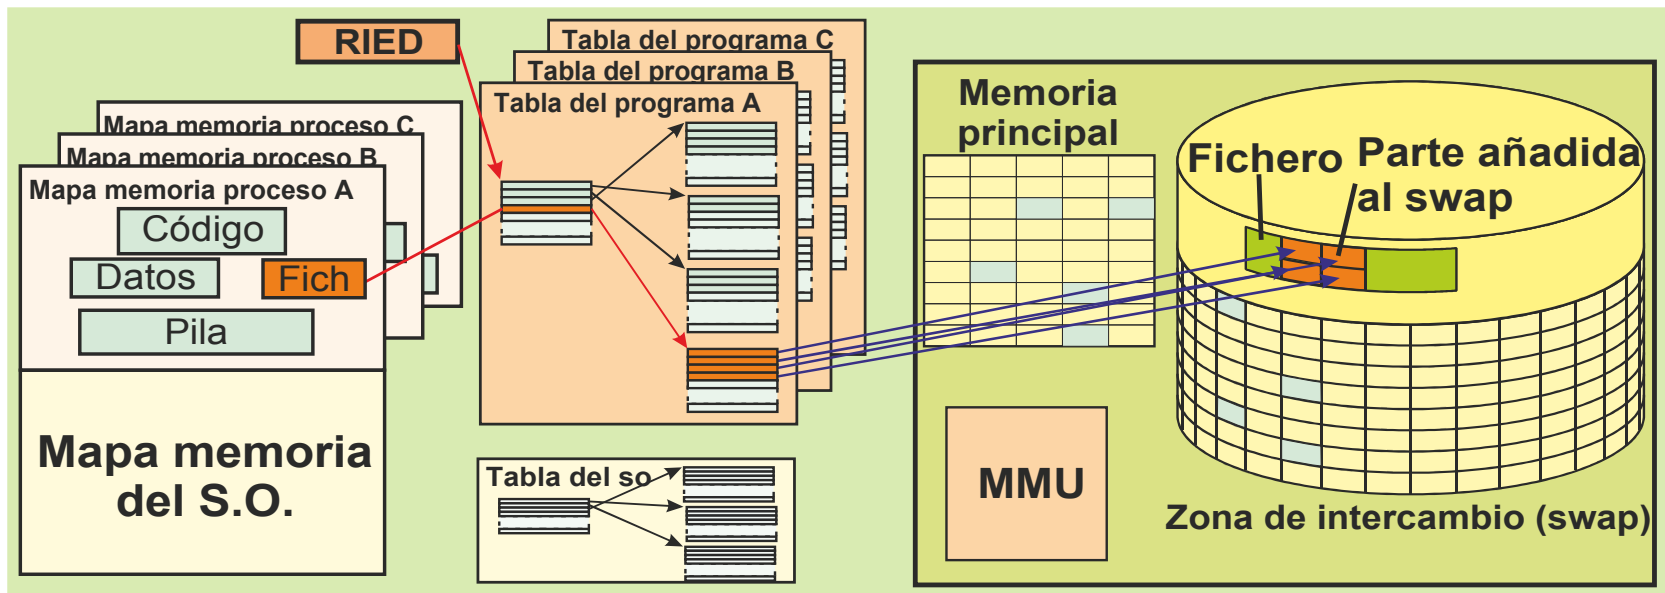 RIED
Tabla del programa C
Tabla del programa B
Tabla del programa A
Mapa memoria proceso C
Mapa memoria proceso B
Mapa memoria proceso A
Código
Datos
Fich
Pila
Mapa memoria
del S.O.
Tabla del so
Memoria
principal
MMU
Fichero
Parte añadida
al swap
Zona de intercambio (swap)